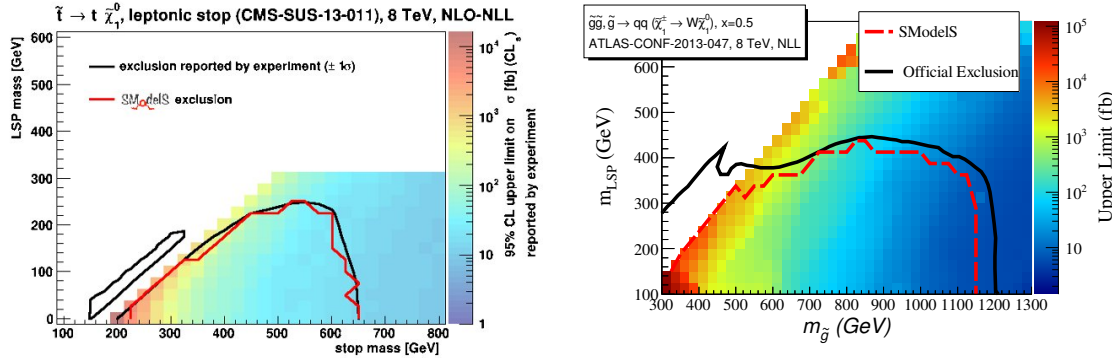 t̃ → t χ̃₁⁰, leptonic stop (CMS-SUS-13-011), 8 TeV, NLO-NLL
LSP mass [GeV]
600
500
400
300
200
100
0
exclusion reported by experiment (± 1σ)
SModelS exclusion
100 200 300 400 500 600 700 800
stop mass [GeV]
10⁴
10³
10²
10
1
95% CL upper limit on σ [fb] (CLₛ)
reported by experiment
g̃g̃, g̃→ qq (χ̃₁± → Wχ̃₁⁰), x=0.5
ATLAS-CONF-2013-047, 8 TeV, NLL
SModelS
Official Exclusion
m_LSP (GeV)
600
500
400
300
200
100
300 400 500 600 700 800 900 1000 1100 1200 1300
m_g̃ (GeV)
10⁵
10⁴
10³
10²
10
Upper Limit (fb)